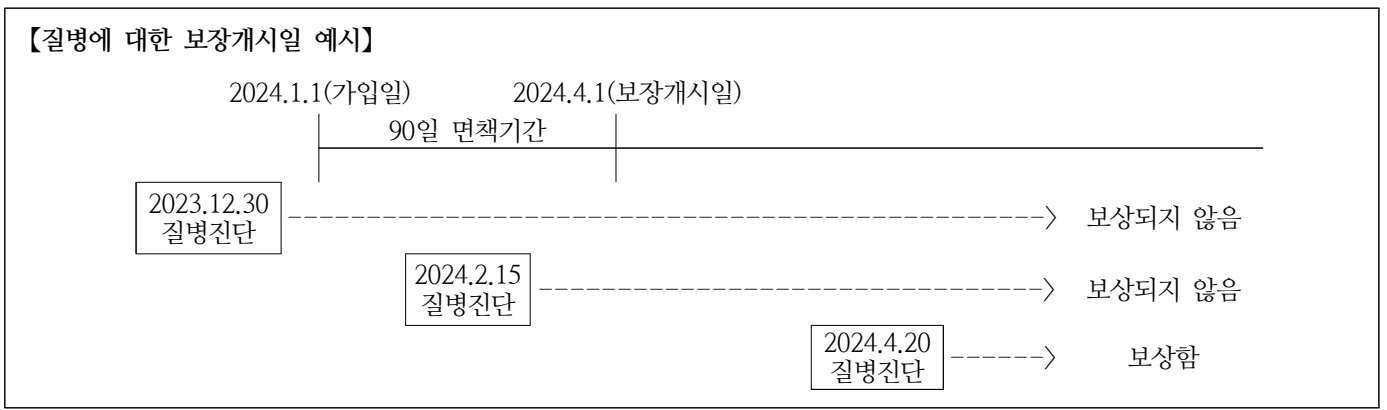 【질병에 대한 보장개시일 예시】
2024.1.1(가입일) 2024.4.1(보장개시일)
90일 면책기간
2023.12.30
질병진단
보상되지 않음
2024.2.15
질병진단
보상되지 않음
2024.4.20
질병진단
보상함